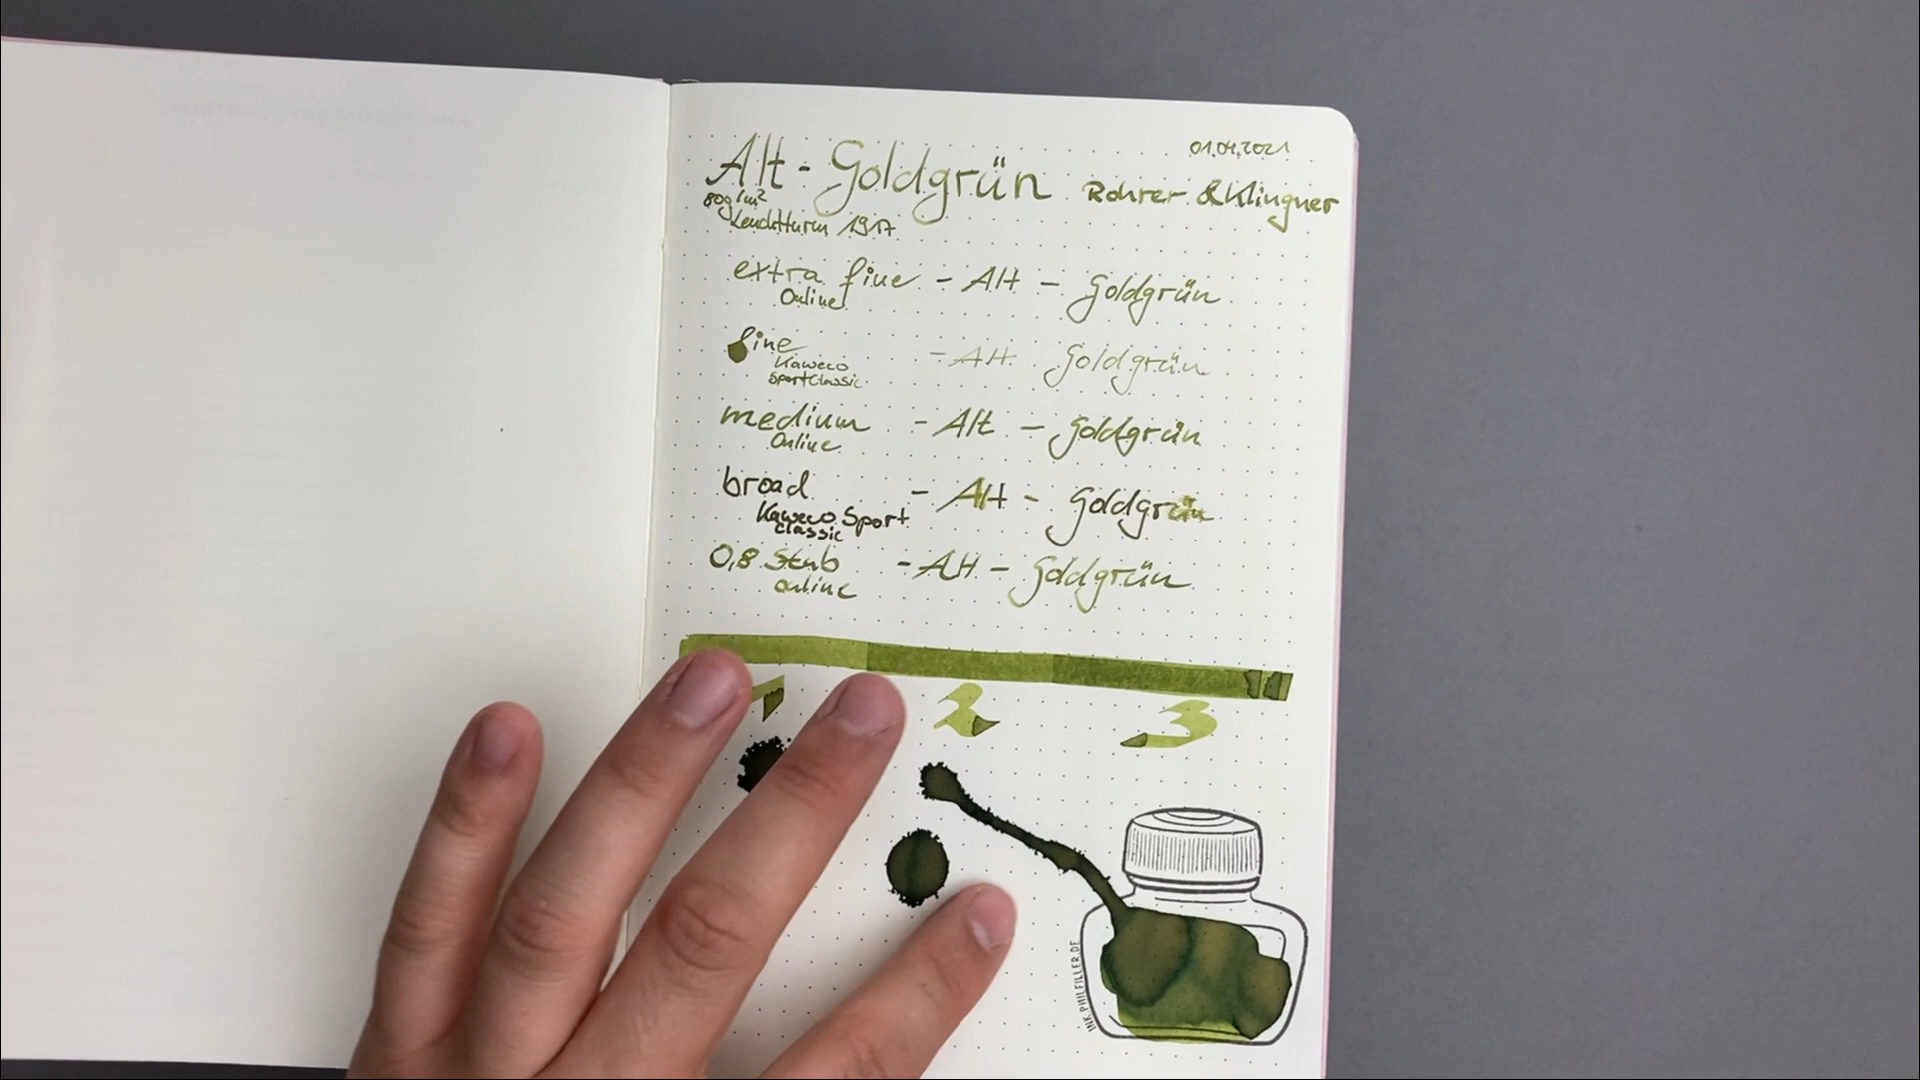 01.04.2021
Alt - Goldgrün Rohrer & Klingner
80g/m²
Leuchtturm 1917
extra fine - Alt - Goldgrün
Online
fine - Alt Goldgrün
Kaweco
Sport Classic
medium - Alt - Goldgrün
Online
broad - Alt - Goldgrün
Kaweco Sport
classic
0,8 Stub - Alt - Goldgrün
online
1 2 3
INK.PHILFILLER.DE